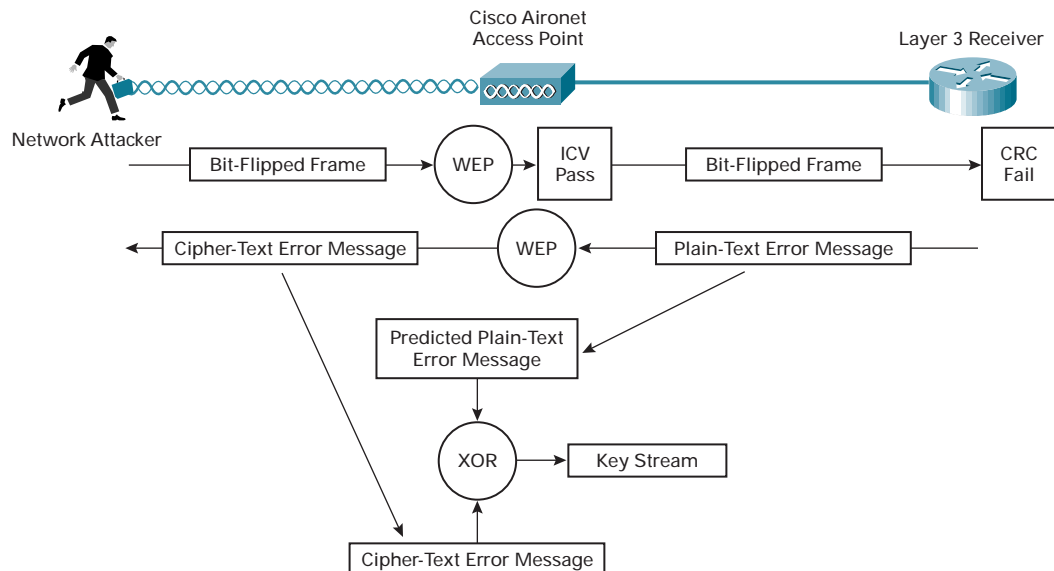 Cisco Aironet
Access Point
Layer 3 Receiver
Network Attacker
Bit-Flipped Frame
WEP
ICV
Pass
Bit-Flipped Frame
CRC
Fail
Cipher-Text Error Message
WEP
Plain-Text Error Message
Predicted Plain-Text
Error Message
XOR
Key Stream
Cipher-Text Error Message